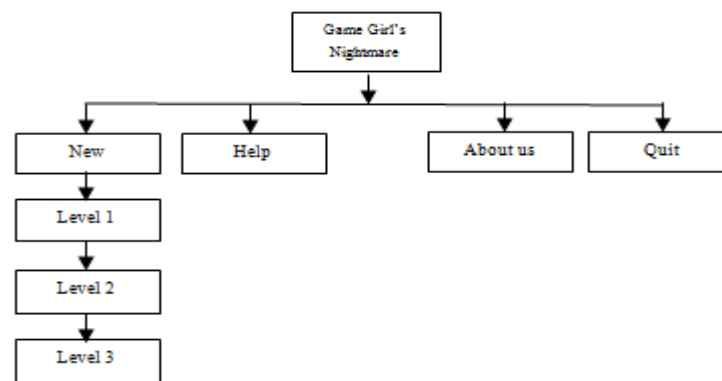 Game Girl's
Nightmare
New
Help
About us
Quit
Level 1
Level 2
Level 3